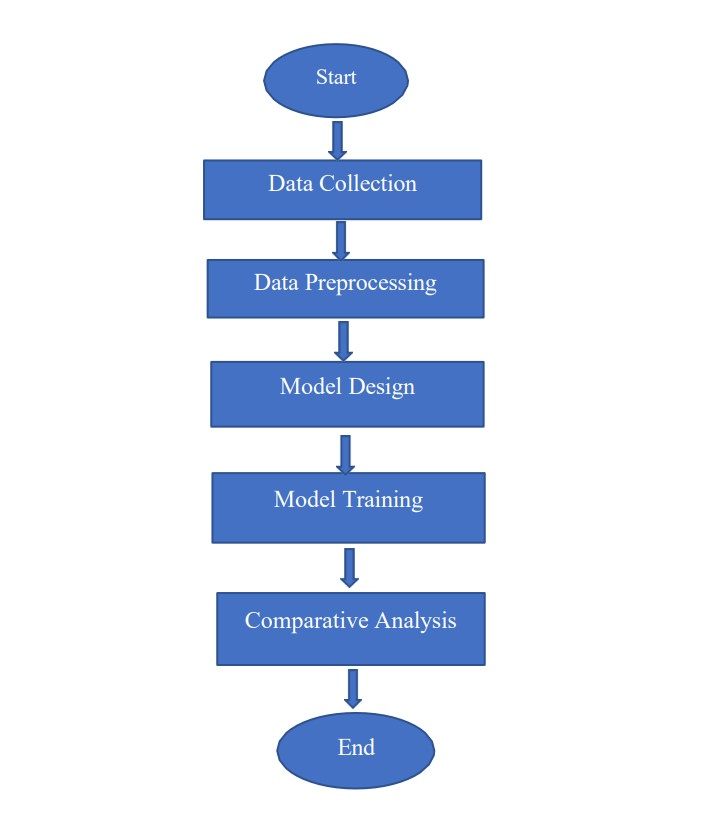 Start
Data Collection
Data Preprocessing
Model Design
Model Training
Comparative Analysis
End